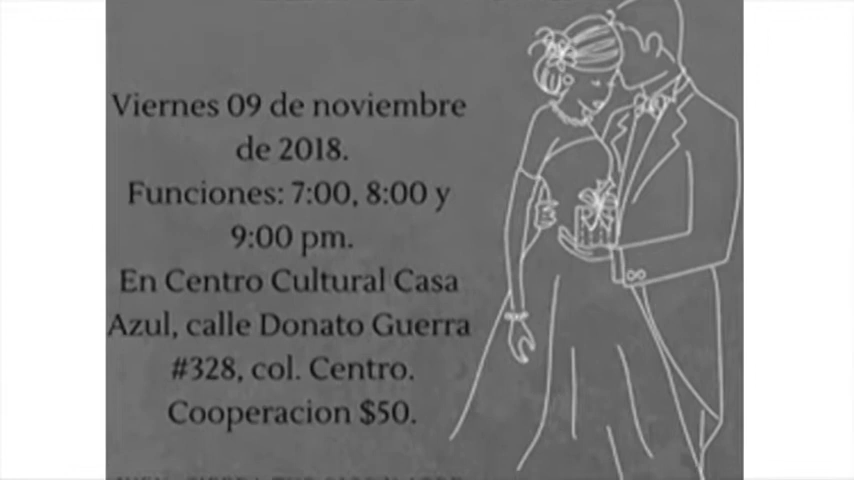 Viernes 09 de noviembre
de 2018.
Funciones: 7:00, 8:00 y
9:00 pm.
En Centro Cultural Casa
Azul, calle Donato Guerra
#328, col. Centro.
Cooperacion $50.